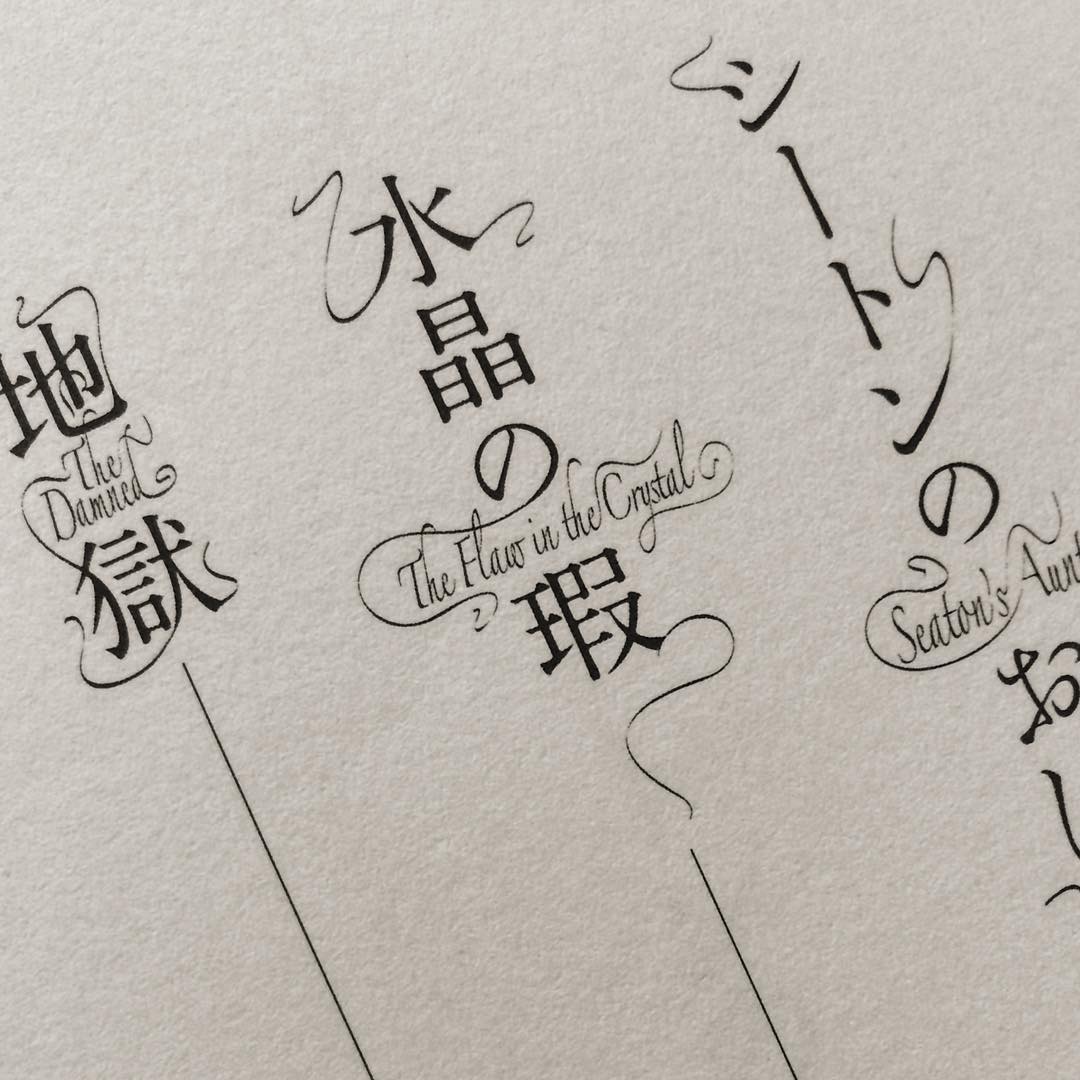 シートンのお
Seaton's Aunt
水晶の瑕
The Flaw in the Crystal
地獄
The Damned